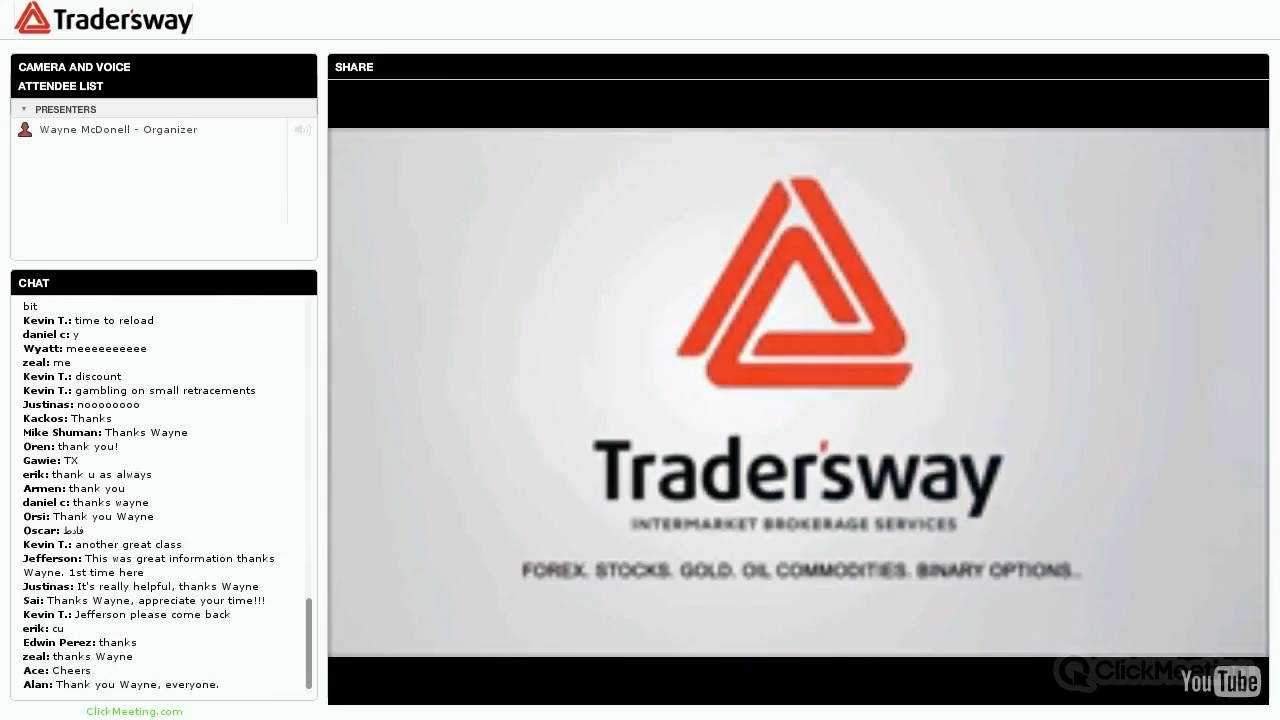 Trader'sway
CAMERA AND VOICE
ATTENDEE LIST
PRESENTERS
Wayne McDonell - Organizer
CHAT
bit
Kevin T.: time to reload
daniel c: y
Wyatt: meeeeeeeeee
zeal: me
Kevin T.: discount
Kevin T.: gambling on small retracements
Justinas: noooooooo
Kackos: Thanks
Mike Shuman: Thanks Wayne
Oren: thank you!
Gawie: TX
erik: thank u as always
Armen: thank you
daniel c: thanks wayne
Orsi: Thank you Wayne
Oscar:
Kevin T.: another great class
Jefferson: This was great information thanks
Wayne. 1st time here
Justinas: It's really helpful, thanks Wayne
Sai: Thanks Wayne, appreciate your time!!!
Kevin T.: Jefferson please come back
erik: cu
Edwin Perez: thanks
zeal: thanks Wayne
Ace: Cheers
Alan: Thank you Wayne, everyone.
ClickMeeting.com
SHARE
Trader'sway
INTERMARKET BROKERAGE SERVICES
FOREX. STOCKS. GOLD. OIL COMMODITIES. BINARY OPTIONS..
ClickMeeting
YouTube